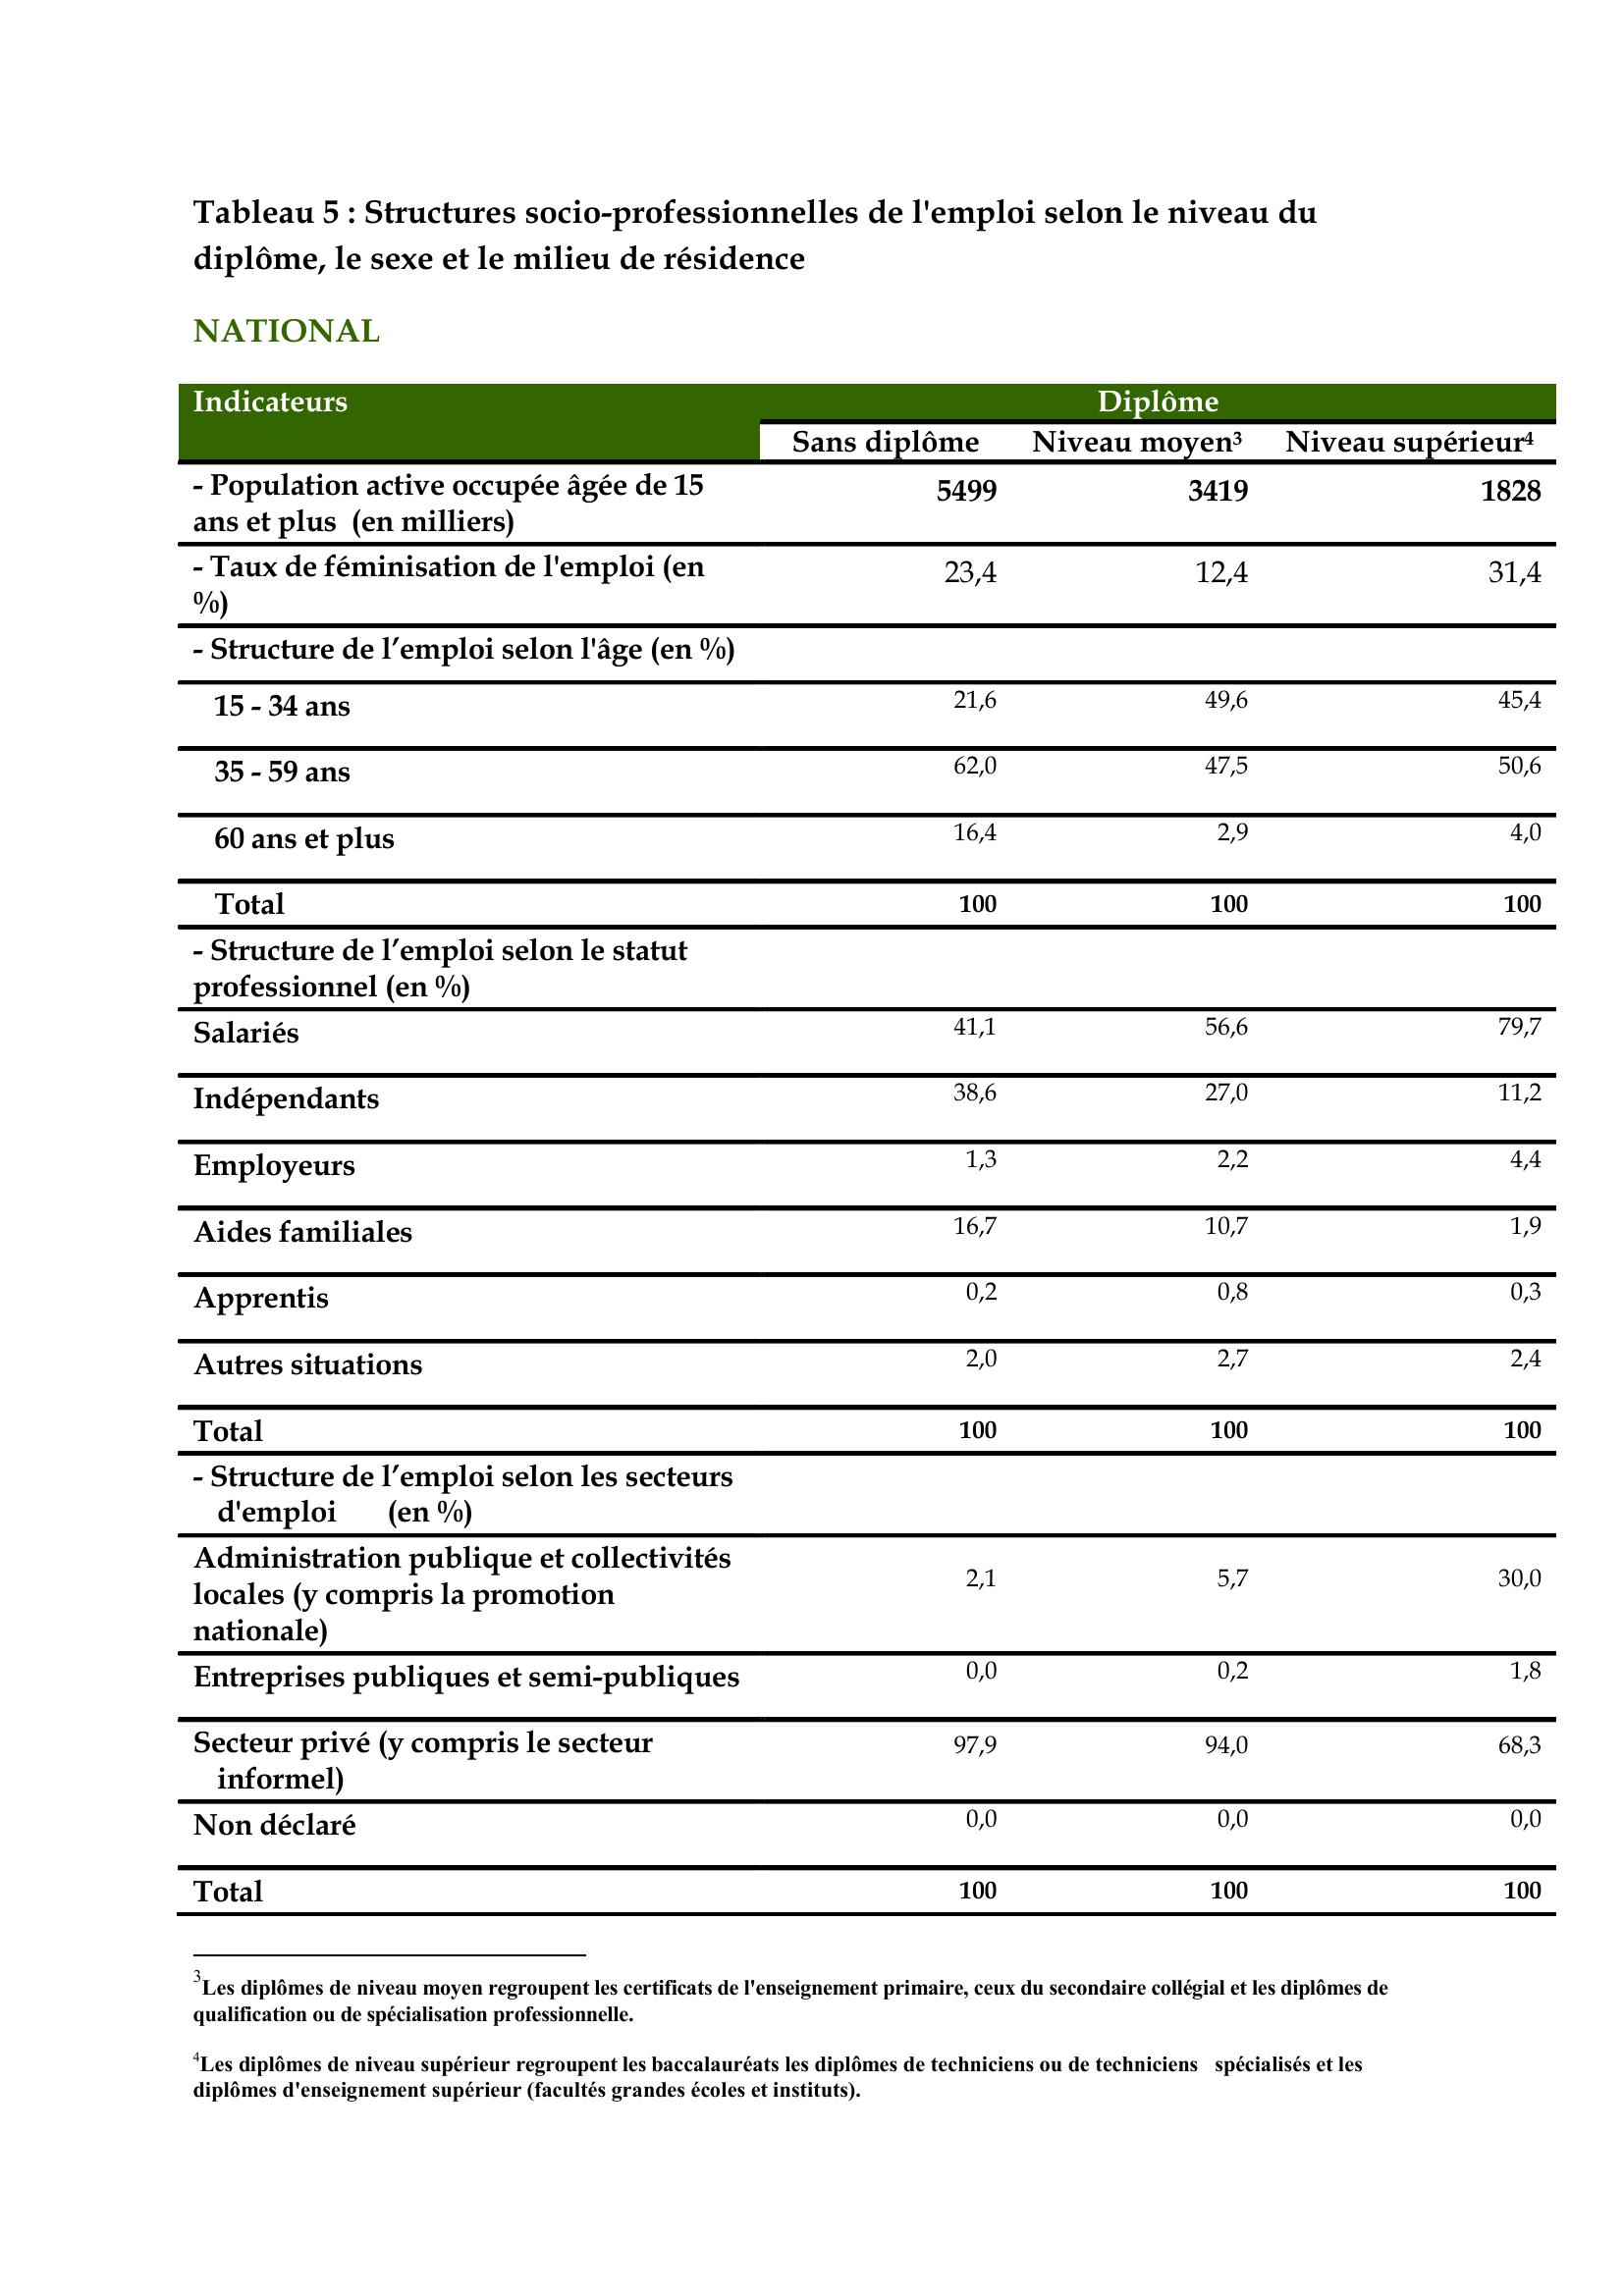 Tableau 5 : Structures socio-professionnelles de l'emploi selon le niveau du
diplôme, le sexe et le milieu de résidence
NATIONAL
Indicateurs Diplôme
Sans diplôme Niveau moyen³ Niveau supérieur⁴
- Population active occupée âgée de 15
ans et plus (en milliers) 5499 3419 1828
- Taux de féminisation de l'emploi (en
%) 23,4 12,4 31,4
- Structure de l’emploi selon l'âge (en %)
15 - 34 ans 21,6 49,6 45,4
35 - 59 ans 62,0 47,5 50,6
60 ans et plus 16,4 2,9 4,0
Total 100 100 100
- Structure de l’emploi selon le statut
professionnel (en %)
Salariés 41,1 56,6 79,7
Indépendants 38,6 27,0 11,2
Employeurs 1,3 2,2 4,4
Aides familiales 16,7 10,7 1,9
Apprentis 0,2 0,8 0,3
Autres situations 2,0 2,7 2,4
Total 100 100 100
- Structure de l’emploi selon les secteurs
d'emploi (en %)
Administration publique et collectivités
locales (y compris la promotion 2,1 5,7 30,0
nationale)
Entreprises publiques et semi-publiques 0,0 0,2 1,8
Secteur privé (y compris le secteur 97,9 94,0 68,3
informel)
Non déclaré 0,0 0,0 0,0
Total 100 100 100
³Les diplômes de niveau moyen regroupent les certificats de l'enseignement primaire, ceux du secondaire collégial et les diplômes de
qualification ou de spécialisation professionnelle.
⁴Les diplômes de niveau supérieur regroupent les baccalauréats les diplômes de techniciens ou de techniciens spécialisés et les
diplômes d'enseignement supérieur (facultés grandes écoles et instituts).